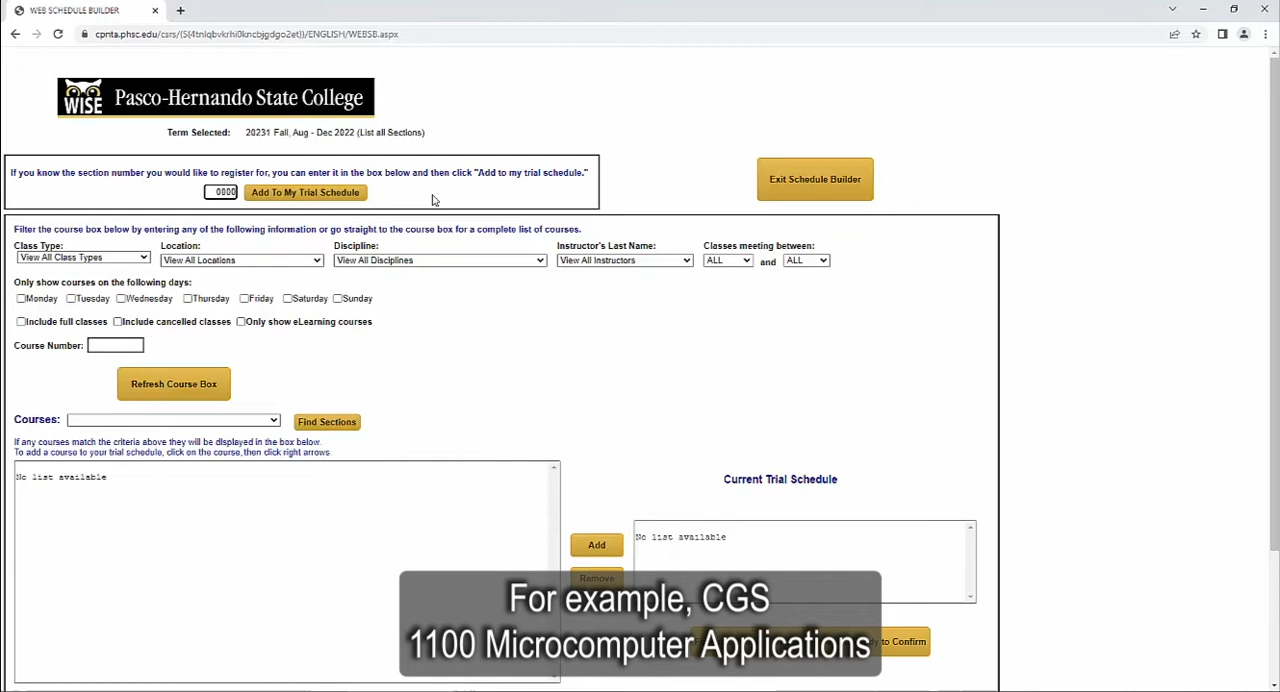 WEB SCHEDULE BUILDER
cpnta.phsc.edu/csrs/(S(4tnlqbvkrhi0kncbjgdgo2et))/ENGLISH/WEBSB.aspx
WISE Pasco-Hernando State College
Term Selected: 20231 Fall, Aug - Dec 2022 (List all Sections)
If you know the section number you would like to register for, you can enter it in the box below and then click "Add to my trial schedule."
0000 Add To My Trial Schedule
Exit Schedule Builder
Filter the course box below by entering any of the following information or go straight to the course box for a complete list of courses.
Class Type: Location: Discipline: Instructor's Last Name: Classes meeting between:
View All Class Types View All Locations View All Disciplines View All Instructors ALL and ALL
Only show courses on the following days:
Monday Tuesday Wednesday Thursday Friday Saturday Sunday
Include full classes Include cancelled classes Only show eLearning courses
Course Number:
Refresh Course Box
Courses: Find Sections
If any courses match the criteria above they will be displayed in the box below.
To add a course to your trial schedule, click on the course, then click right arrows.
No list available
Current Trial Schedule
No list available
Add
Remove
to Confirm
For example, CGS
1100 Microcomputer Applications